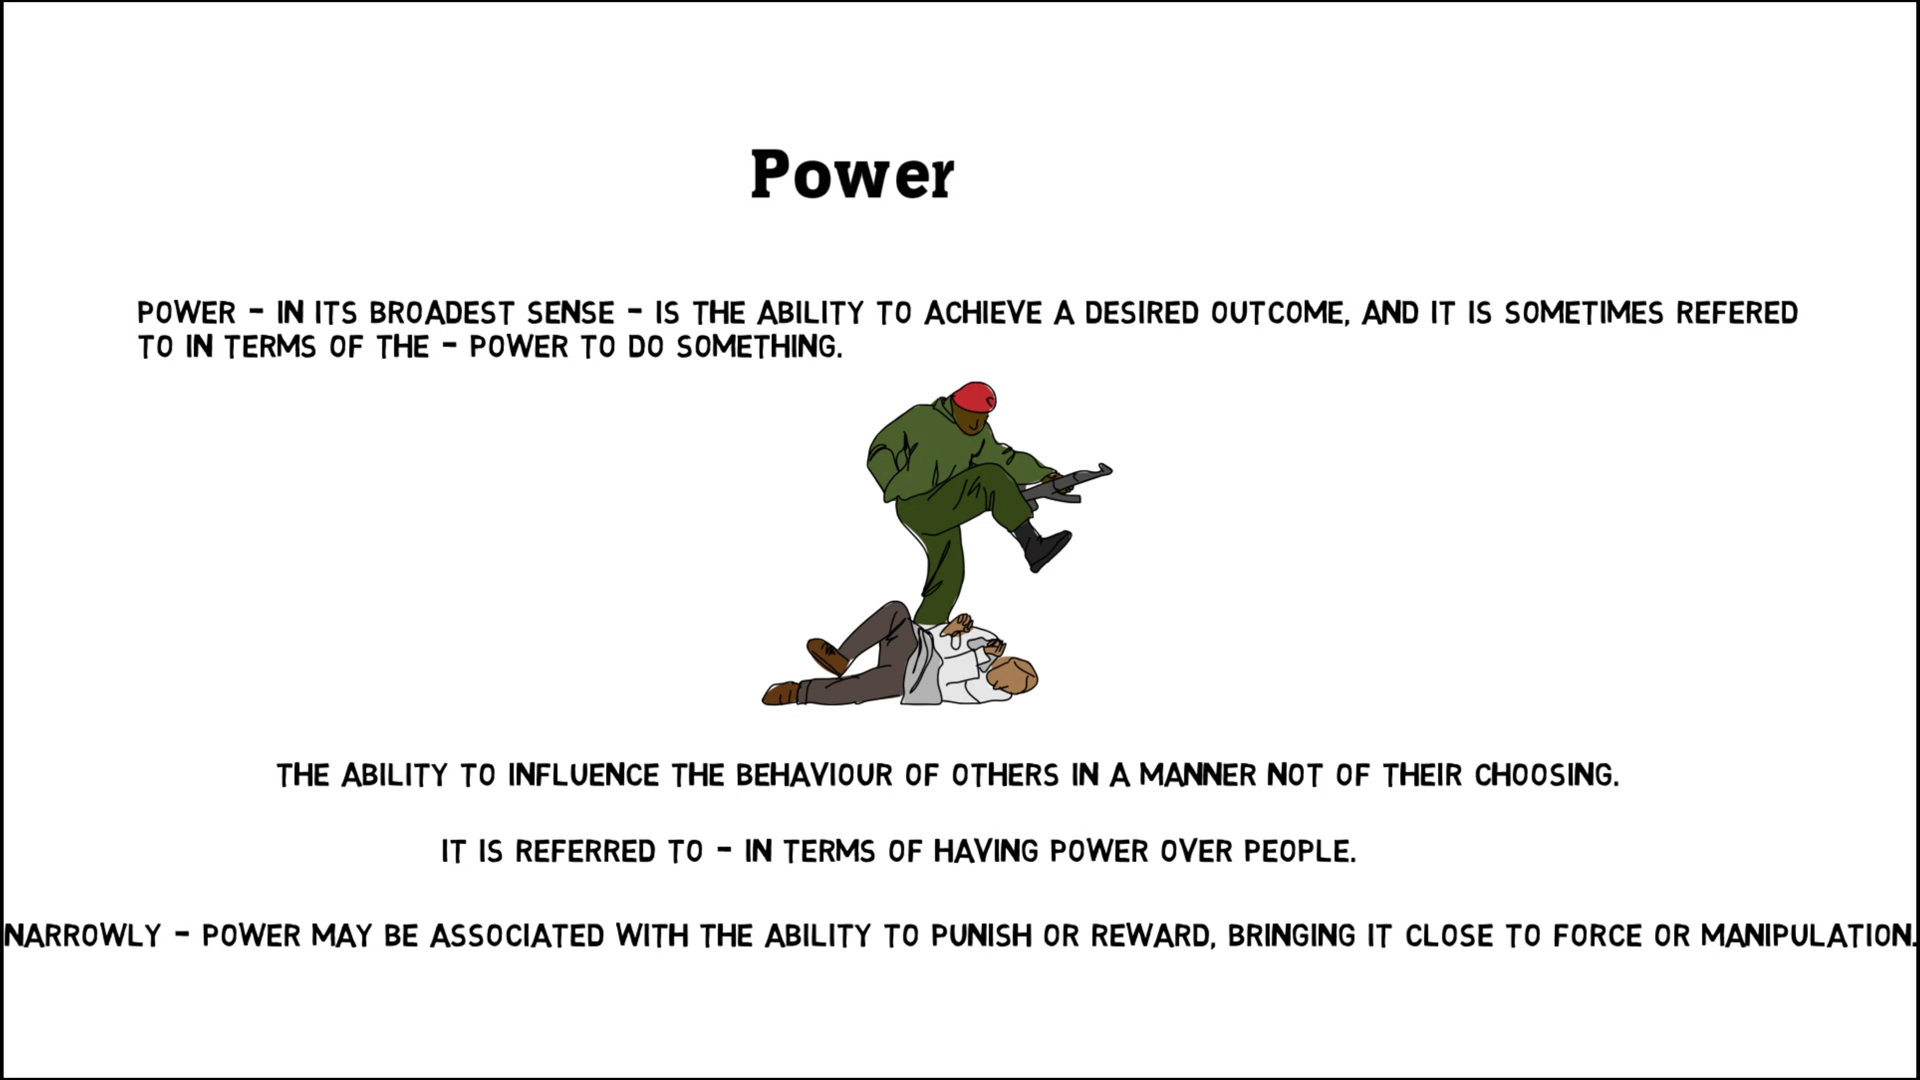 Power
POWER - IN ITS BROADEST SENSE - IS THE ABILITY TO ACHIEVE A DESIRED OUTCOME, AND IT IS SOMETIMES REFERED
TO IN TERMS OF THE - POWER TO DO SOMETHING.
THE ABILITY TO INFLUENCE THE BEHAVIOUR OF OTHERS IN A MANNER NOT OF THEIR CHOOSING.
IT IS REFERRED TO - IN TERMS OF HAVING POWER OVER PEOPLE.
NARROWLY - POWER MAY BE ASSOCIATED WITH THE ABILITY TO PUNISH OR REWARD, BRINGING IT CLOSE TO FORCE OR MANIPULATION.